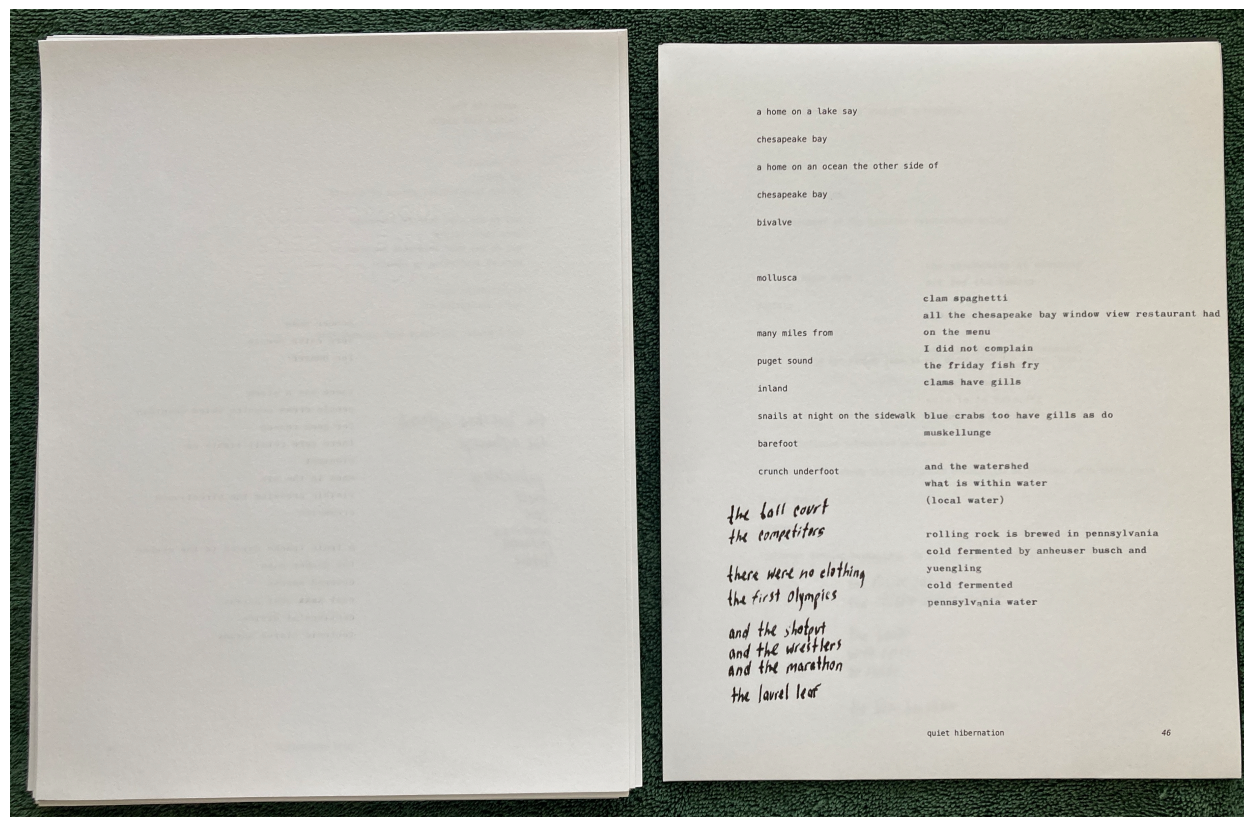 a home on a lake say
chesapeake bay
a home on an ocean the other side of
chesapeake bay
bivalve
mollusca
many miles from
puget sound
inland
snails at night on the sidewalk
barefoot
crunch underfoot
clam spaghetti
all the chesapeake bay window view restaurant had
on the menu
I did not complain
the friday fish fry
clams have gills
blue crabs too have gills as do
muskellunge
and the watershed
what is within water
(local water)
rolling rock is brewed in pennsylvania
cold fermented by anheuser busch and
yuengling
cold fermented
pennsylvania water
the ball court
the competitors
there were no clothing
the first Olympics
and the shotput
and the wrestlers
and the marathon
the laurel leaf
quiet hibernation
46